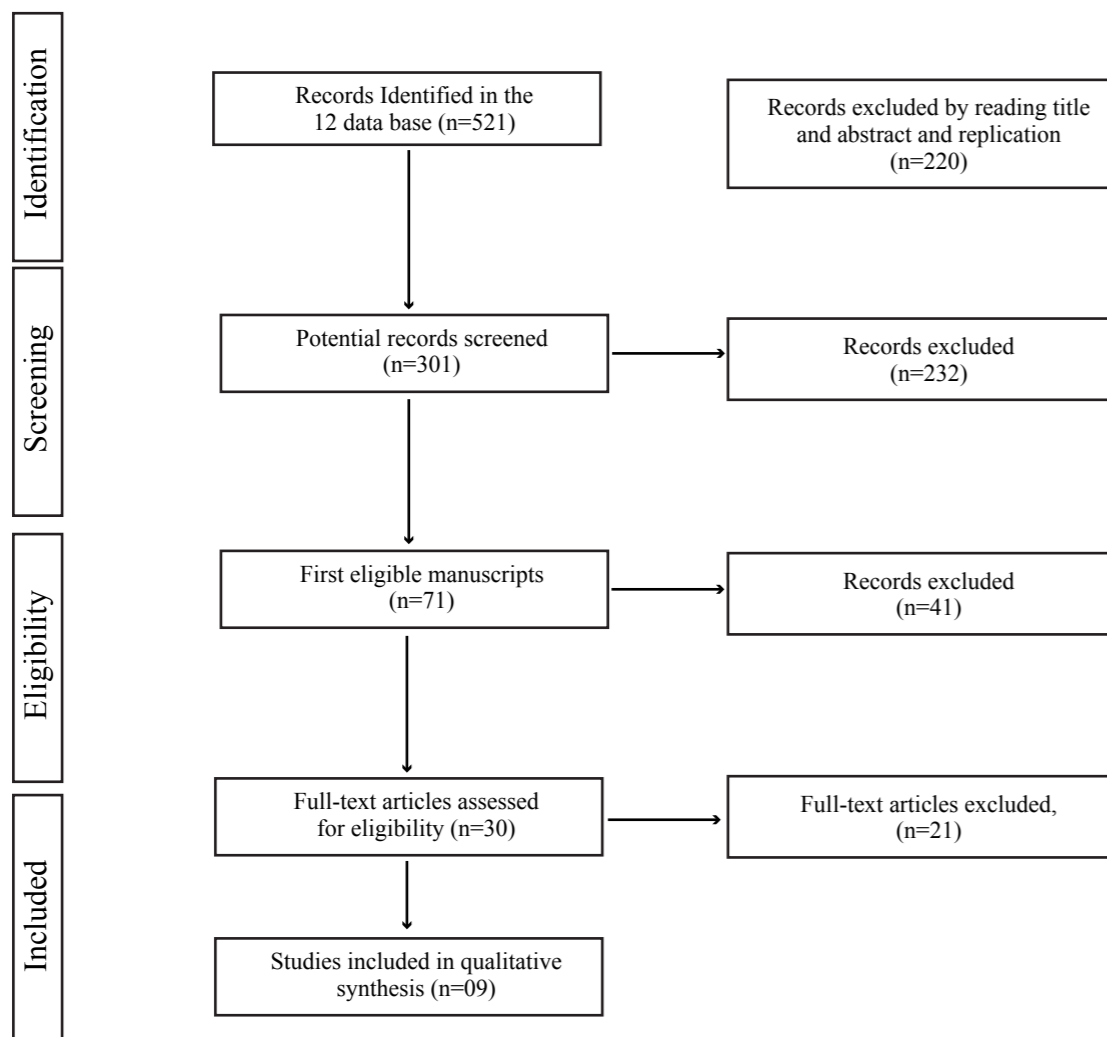 Identification
Records Identified in the
12 data base (n=521)
Records excluded by reading title
and abstract and replication
(n=220)
Screening
Potential records screened
(n=301)
Records excluded
(n=232)
Eligibility
First eligible manuscripts
(n=71)
Records excluded
(n=41)
Full-text articles assessed
for eligibility (n=30)
Full-text articles excluded,
(n=21)
Included
Studies included in qualitative
synthesis (n=09)